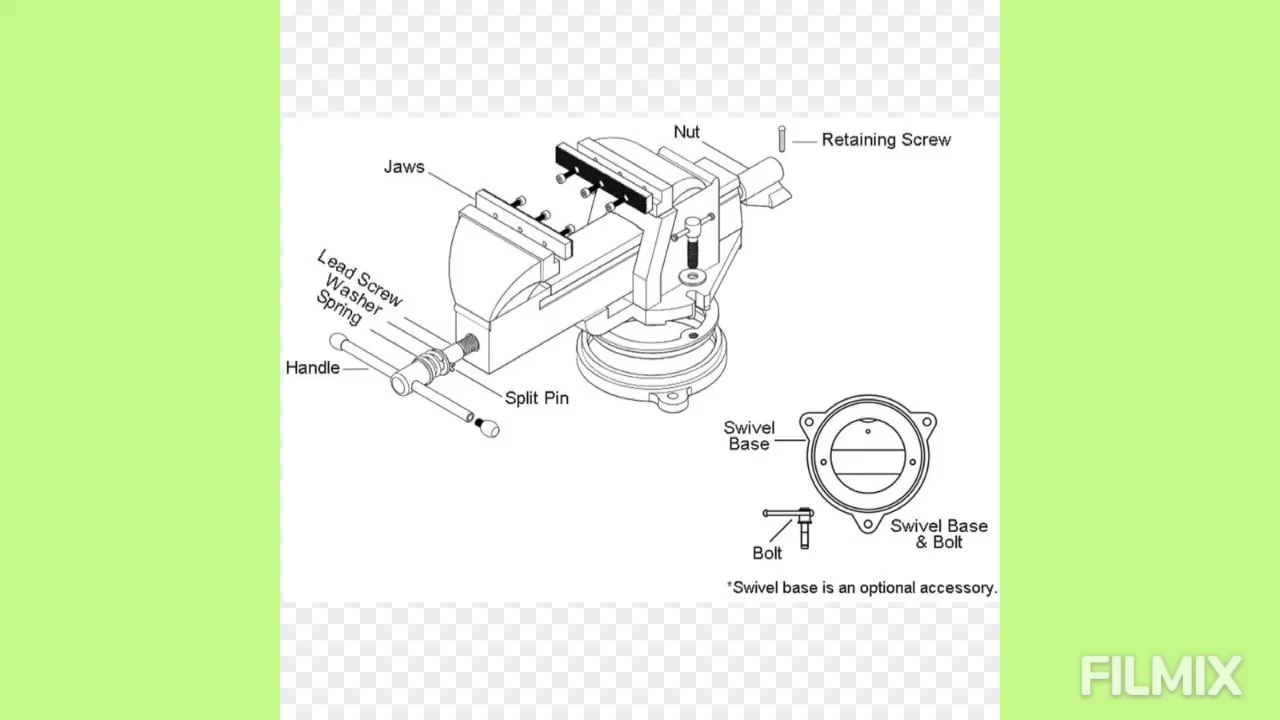 Nut
Retaining Screw
Jaws
Lead Screw
Washer
Spring
Handle
Split Pin
Swivel
Base
Swivel Base
& Bolt
Bolt
*Swivel base is an optional accessory.
FILMIX